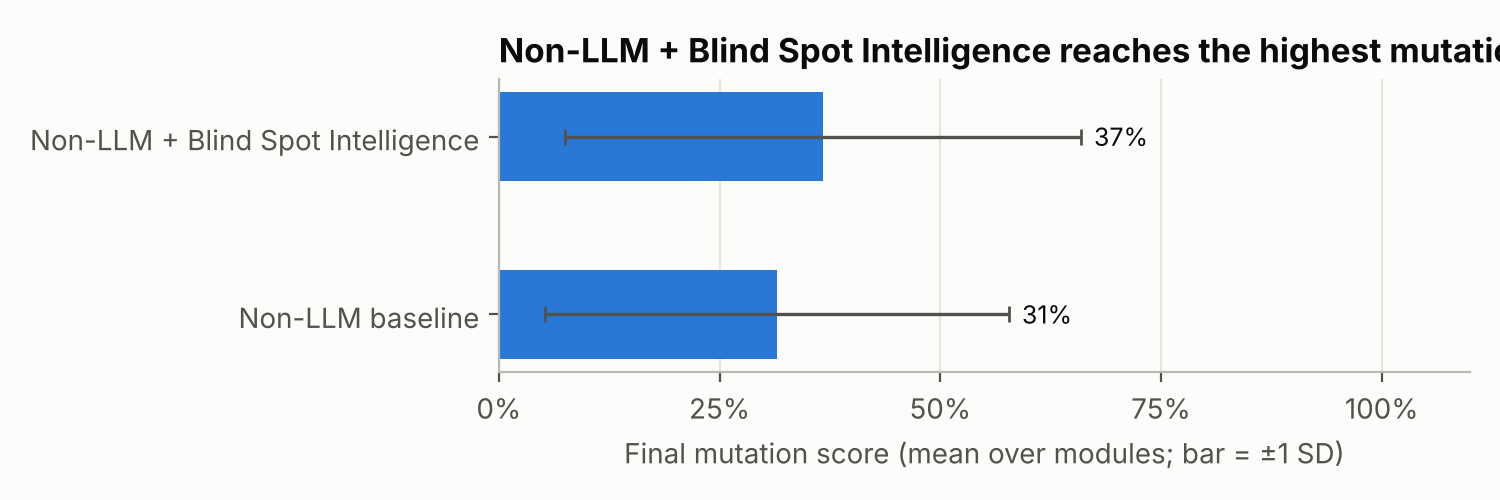 Non-LLM + Blind Spot Intelligence reaches the highest
Non-LLM + Blind Spot Intelligence
37%
Non-LLM baseline
31%
0% 25% 50% 75% 100%
Final mutation score (mean over modules; bar = ±1 SD)